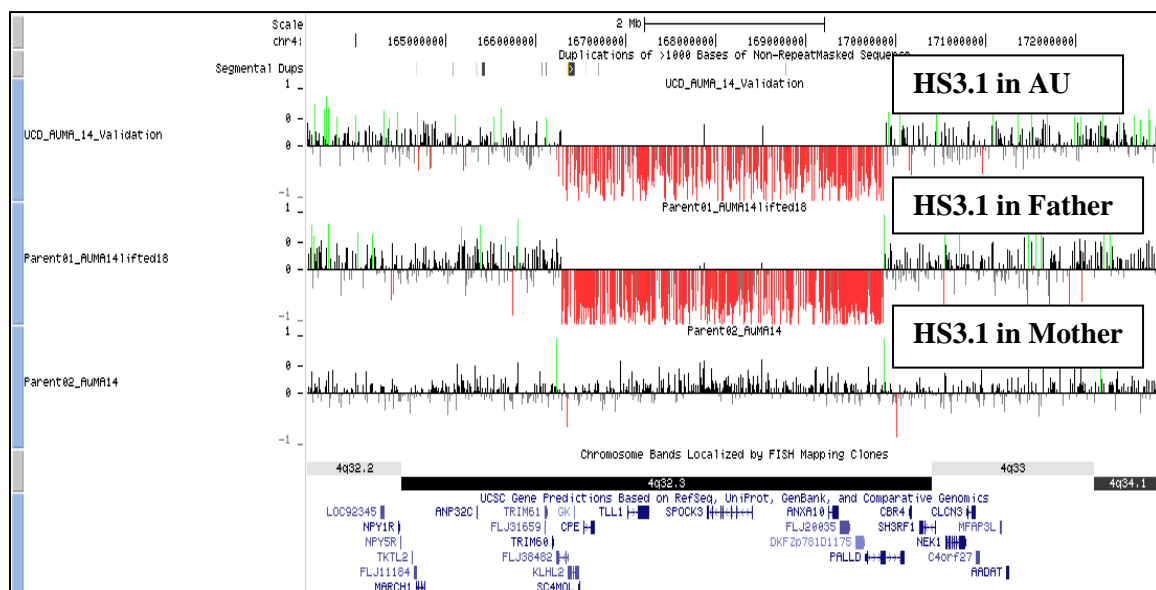 Scale
2 Mb
chr4:
165000000
166000000
167000000
168000000
169000000
170000000
171000000
172000000
Duplications of >1000 Bases of Non-RepeatMasked Sequence
Segmental Dups
UCD_AUMA_14_Validation
HS3.1 in AU
1 _
0 -
UCD_AUMA_14_Validation
0 -
-1 _
Parent01_AUMA14lifted18
HS3.1 in Father
1 _
0 -
Parent01_AUMA14lifted18
0 -
-1 _
Parent02_AUMA14
HS3.1 in Mother
1 _
Parent02_AuMA14
0 -
-1 _
Chromosome Bands Localized by FISH Mapping Clones
4q32.2
4q33
4q32.3
4q34.1
UCSC Gene Predictions Based on RefSeq, UniProt, GenBank, and Comparative Genomics
LOC92345 ANP32C TRIM61 GK TLL1 SPOCK3 ANXA10 CBR4 CLCN3
NPY1R FLJ31659 CPE FLJ20035 SH3RF1 MFAP3L
NPY5R TRIM60 DKFZp781D1175 NEK1
TKTL2 FLJ38482 PALLD C4orf27
FLJ11184 KLHL2 AADAT
MARCH1 SC4MOL